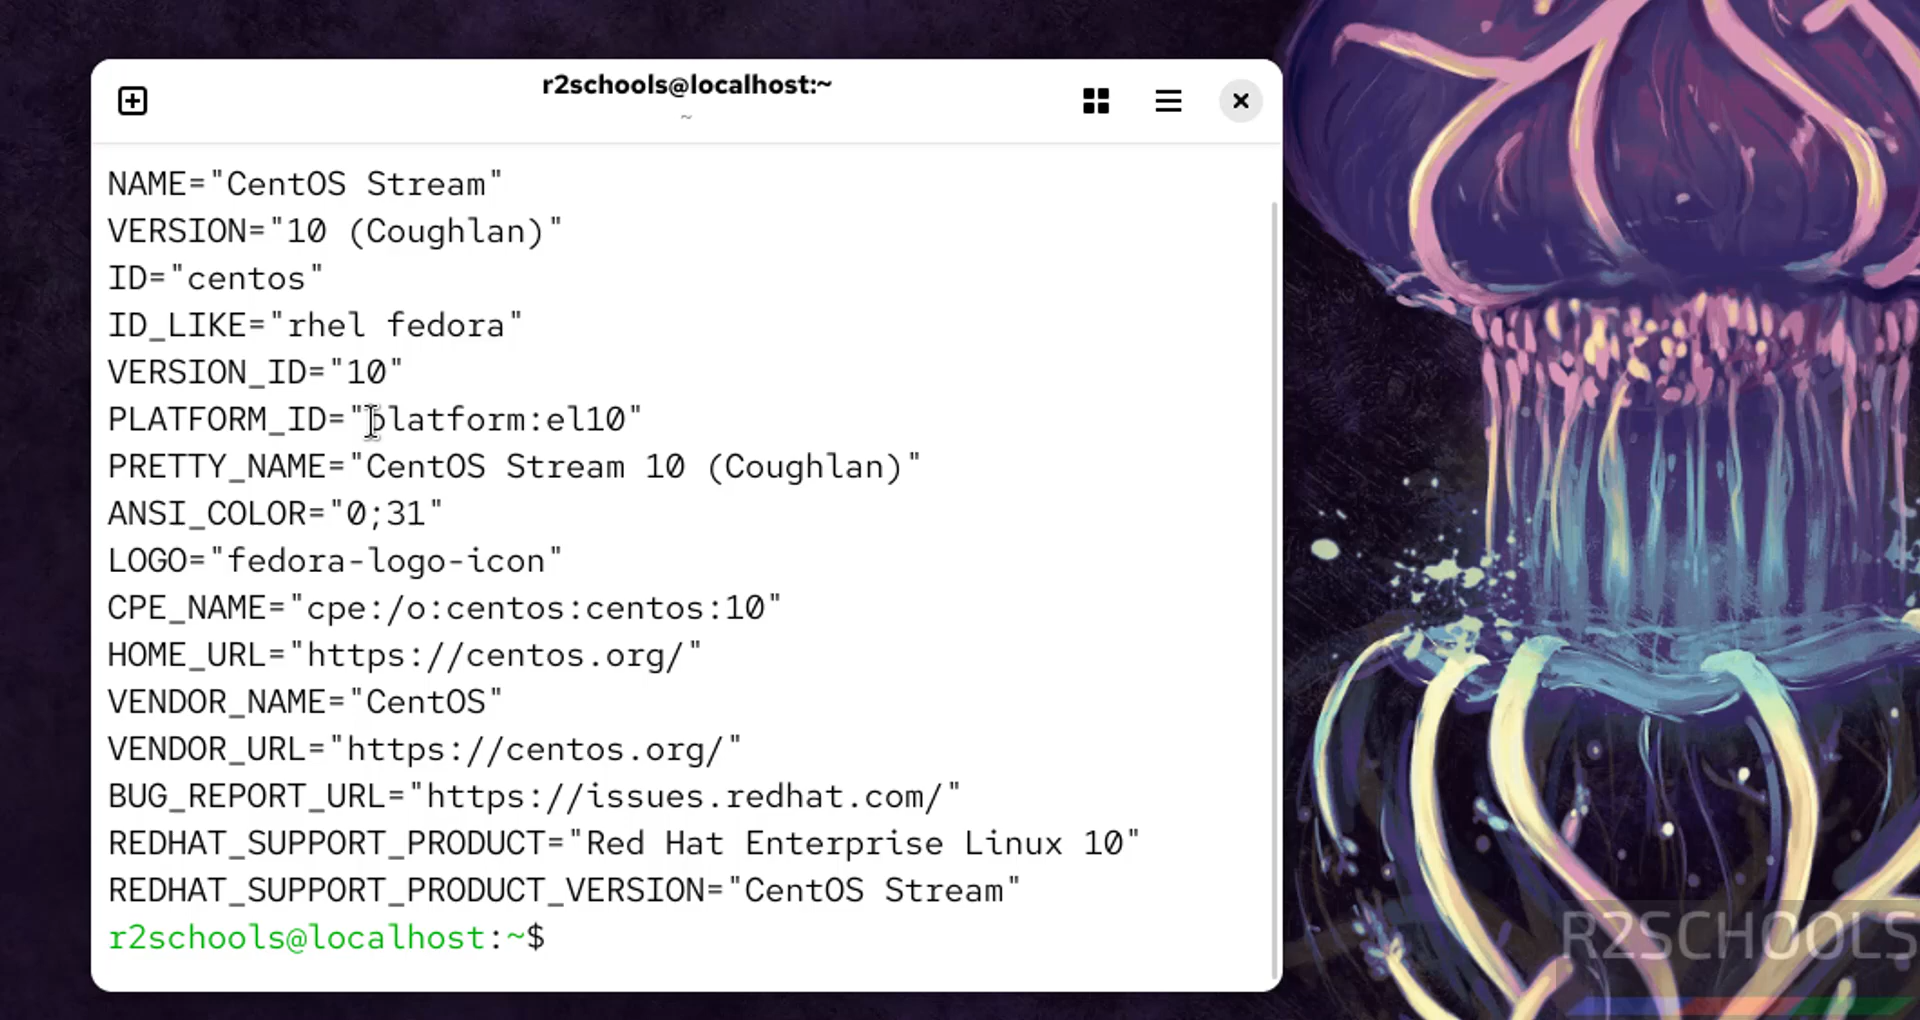 r2schools@localhost:~
~
NAME="CentOS Stream"
VERSION="10 (Coughlan)"
ID="centos"
ID_LIKE="rhel fedora"
VERSION_ID="10"
PLATFORM_ID="platform:el10"
PRETTY_NAME="CentOS Stream 10 (Coughlan)"
ANSI_COLOR="0;31"
LOGO="fedora-logo-icon"
CPE_NAME="cpe:/o:centos:centos:10"
HOME_URL="https://centos.org/"
VENDOR_NAME="CentOS"
VENDOR_URL="https://centos.org/"
BUG_REPORT_URL="https://issues.redhat.com/"
REDHAT_SUPPORT_PRODUCT="Red Hat Enterprise Linux 10"
REDHAT_SUPPORT_PRODUCT_VERSION="CentOS Stream"
r2schools@localhost:~$
R2SCHOOLS